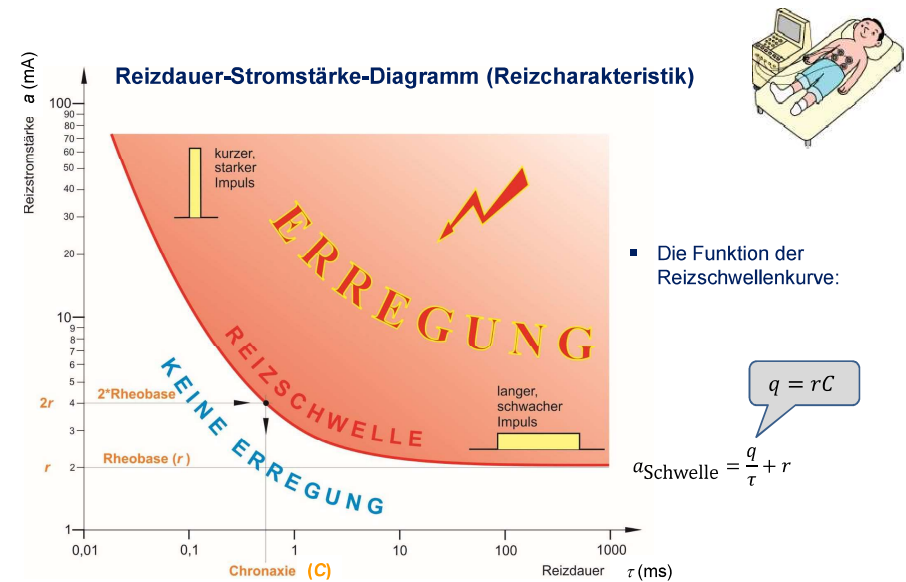 Reizdauer-Stromstärke-Diagramm (Reizcharakteristik)
Reizstromstärke a (mA)
100
90
80
70
60
50
40
30
20
10
9
8
7
6
5
4
3
2
1
2r
r
kurzer,
starker
Impuls
ERREGUNG
REIZSCHWELLE
KEINE ERREGUNG
2*Rheobase
Rheobase (r)
langer,
schwacher
Impuls
0,01
0,1
1
10
100
1000
Chronaxie (C)
Reizdauer τ (ms)
▪ Die Funktion der
Reizschwellenkurve:
q = rC
a_Schwelle = q/τ + r